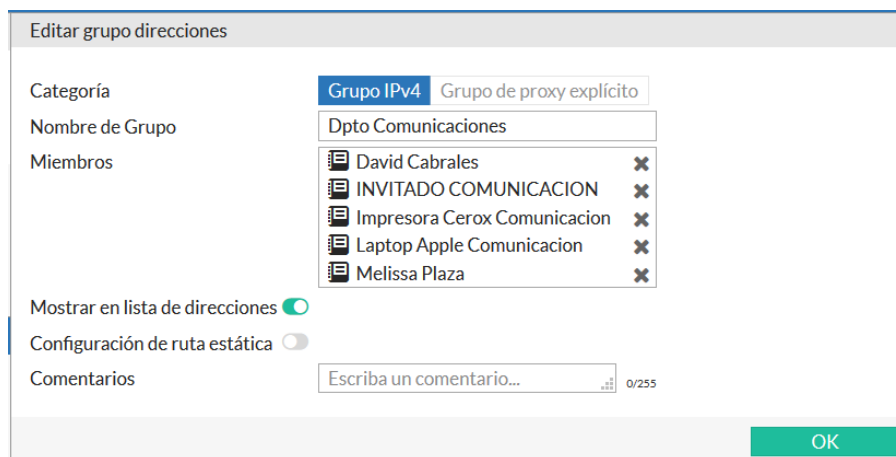 Editar grupo direcciones
Categoría Grupo IPv4 Grupo de proxy explícito
Nombre de Grupo Dpto Comunicaciones
Miembros David Cabrales
INVITADO COMUNICACION
Impresora Cerox Comunicacion
Laptop Apple Comunicacion
Melissa Plaza
Mostrar en lista de direcciones
Configuración de ruta estática
Comentarios Escriba un comentario... 0/255
OK